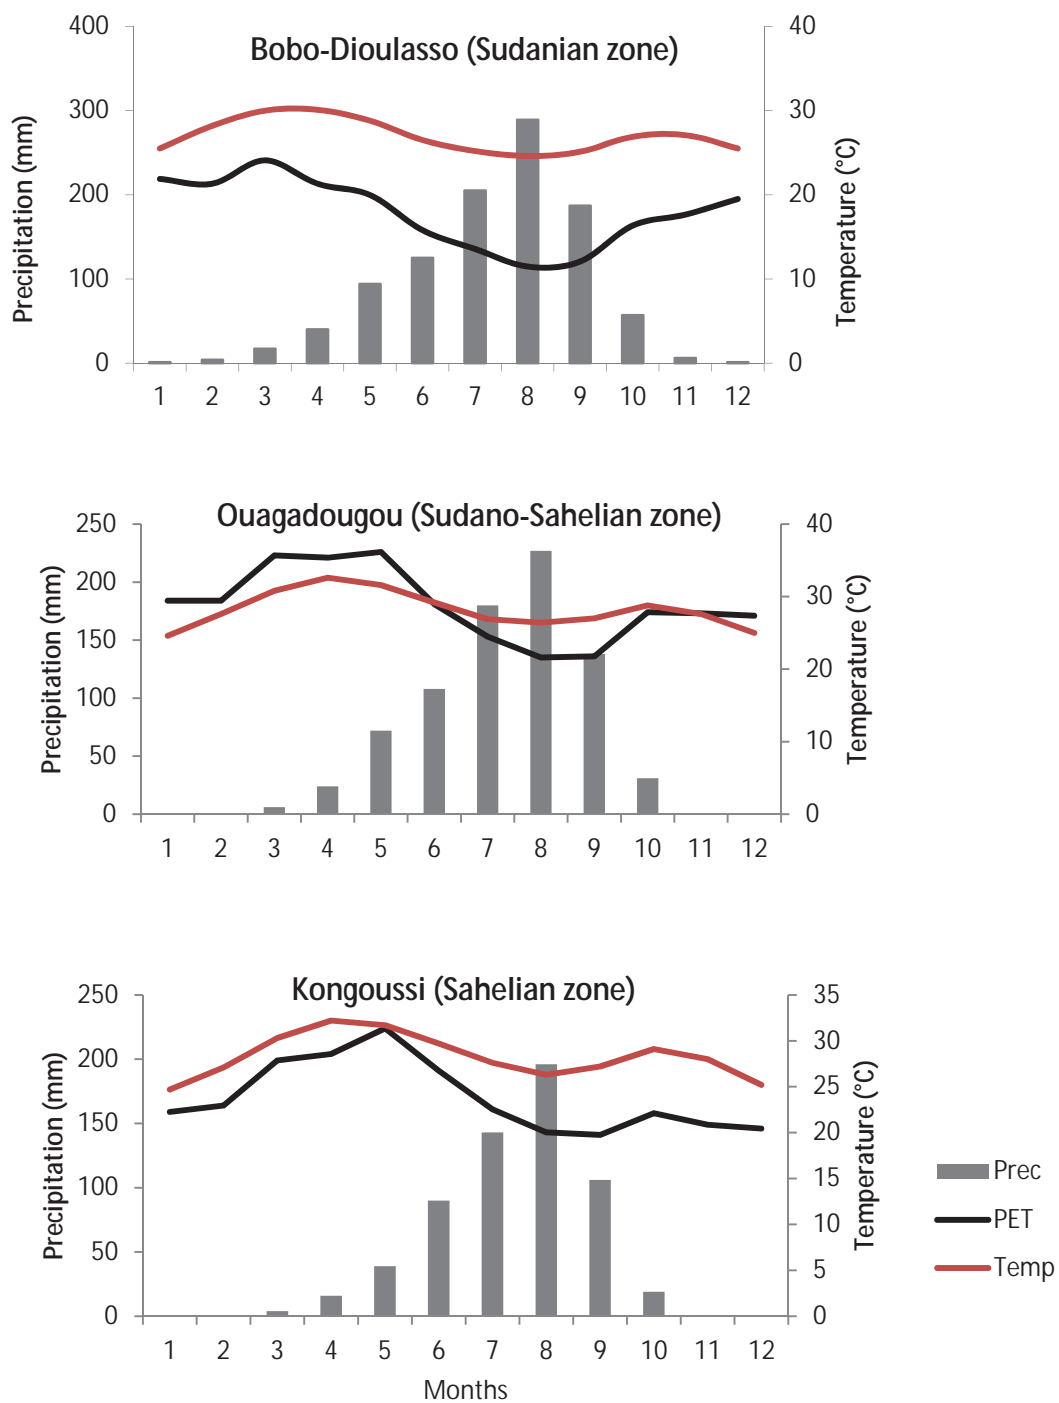 Bobo-Dioulasso (Sudanian zone)
400
300
200
100
0
Precipitation (mm)
40
30
20
10
0
Temperature (°C)
1 2 3 4 5 6 7 8 9 10 11 12
Ouagadougou (Sudano-Sahelian zone)
250
200
150
100
50
0
Precipitation (mm)
40
30
20
10
0
Temperature (°C)
1 2 3 4 5 6 7 8 9 10 11 12
Kongoussi (Sahelian zone)
250
200
150
100
50
0
Precipitation (mm)
35
30
25
20
15
10
5
0
Temperature (°C)
1 2 3 4 5 6 7 8 9 10 11 12
Months
Prec
PET
Temp